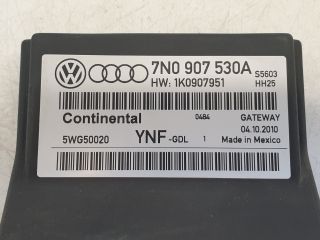 7N0 907 530A S5603
HW: 1K0907951 HH25
Continental 0484 GATEWAY
04.10.2010
5WG50020 YNF-GDL 1 Made in Mexico